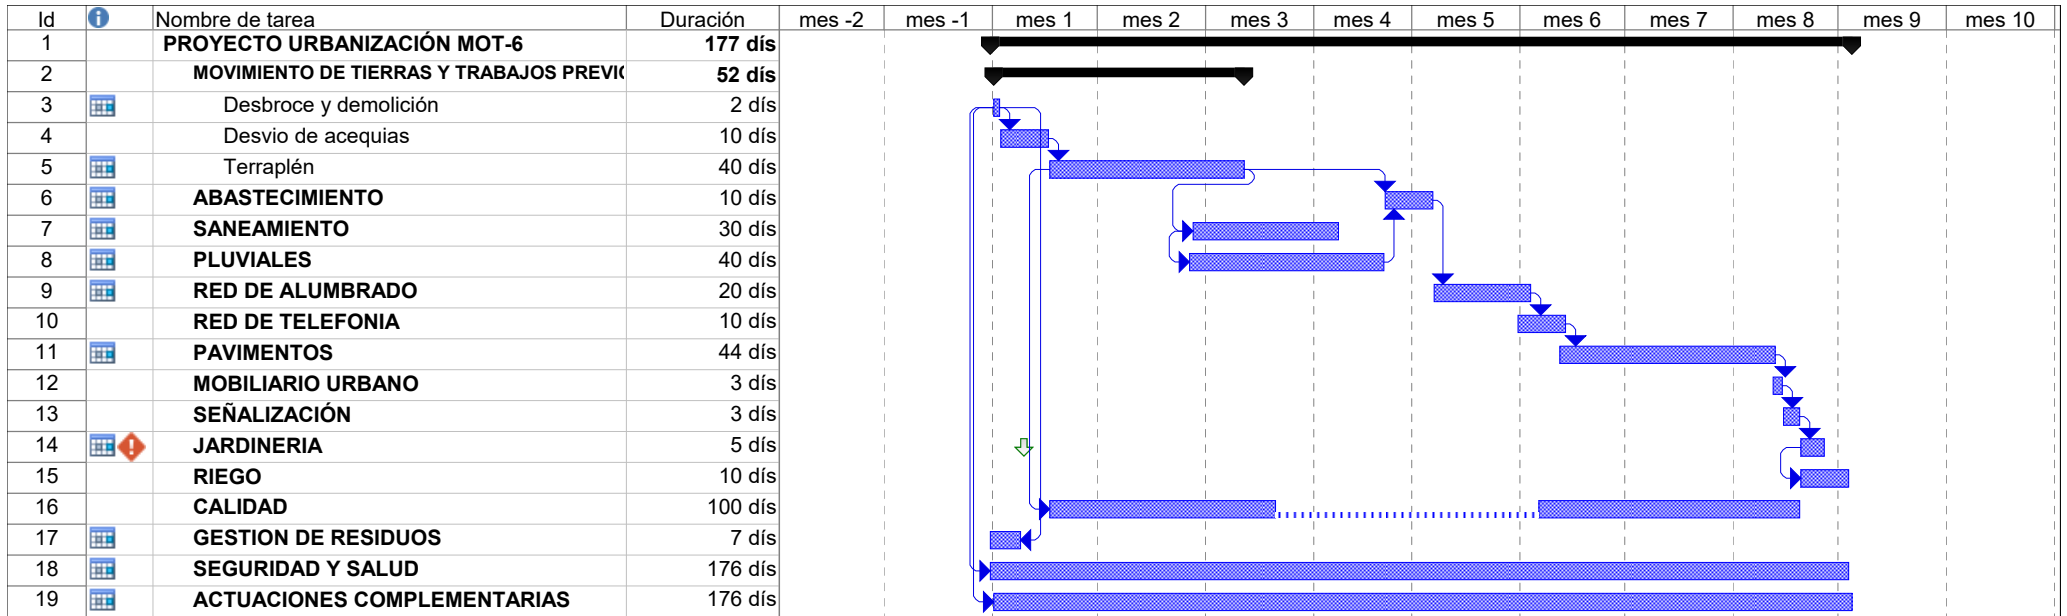 Id Nombre de tarea Duración mes -2 mes -1 mes 1 mes 2 mes 3 mes 4 mes 5 mes 6 mes 7 mes 8 mes 9 mes 10
1 PROYECTO URBANIZACIÓN MOT-6 177 dís
2 MOVIMIENTO DE TIERRAS Y TRABAJOS PREVIO 52 dís
3 Desbroce y demolición 2 dís
4 Desvio de acequias 10 dís
5 Terraplén 40 dís
6 ABASTECIMIENTO 10 dís
7 SANEAMIENTO 30 dís
8 PLUVIALES 40 dís
9 RED DE ALUMBRADO 20 dís
10 RED DE TELEFONIA 10 dís
11 PAVIMENTOS 44 dís
12 MOBILIARIO URBANO 3 dís
13 SEÑALIZACIÓN 3 dís
14 JARDINERIA 5 dís
15 RIEGO 10 dís
16 CALIDAD 100 dís
17 GESTION DE RESIDUOS 7 dís
18 SEGURIDAD Y SALUD 176 dís
19 ACTUACIONES COMPLEMENTARIAS 176 dís